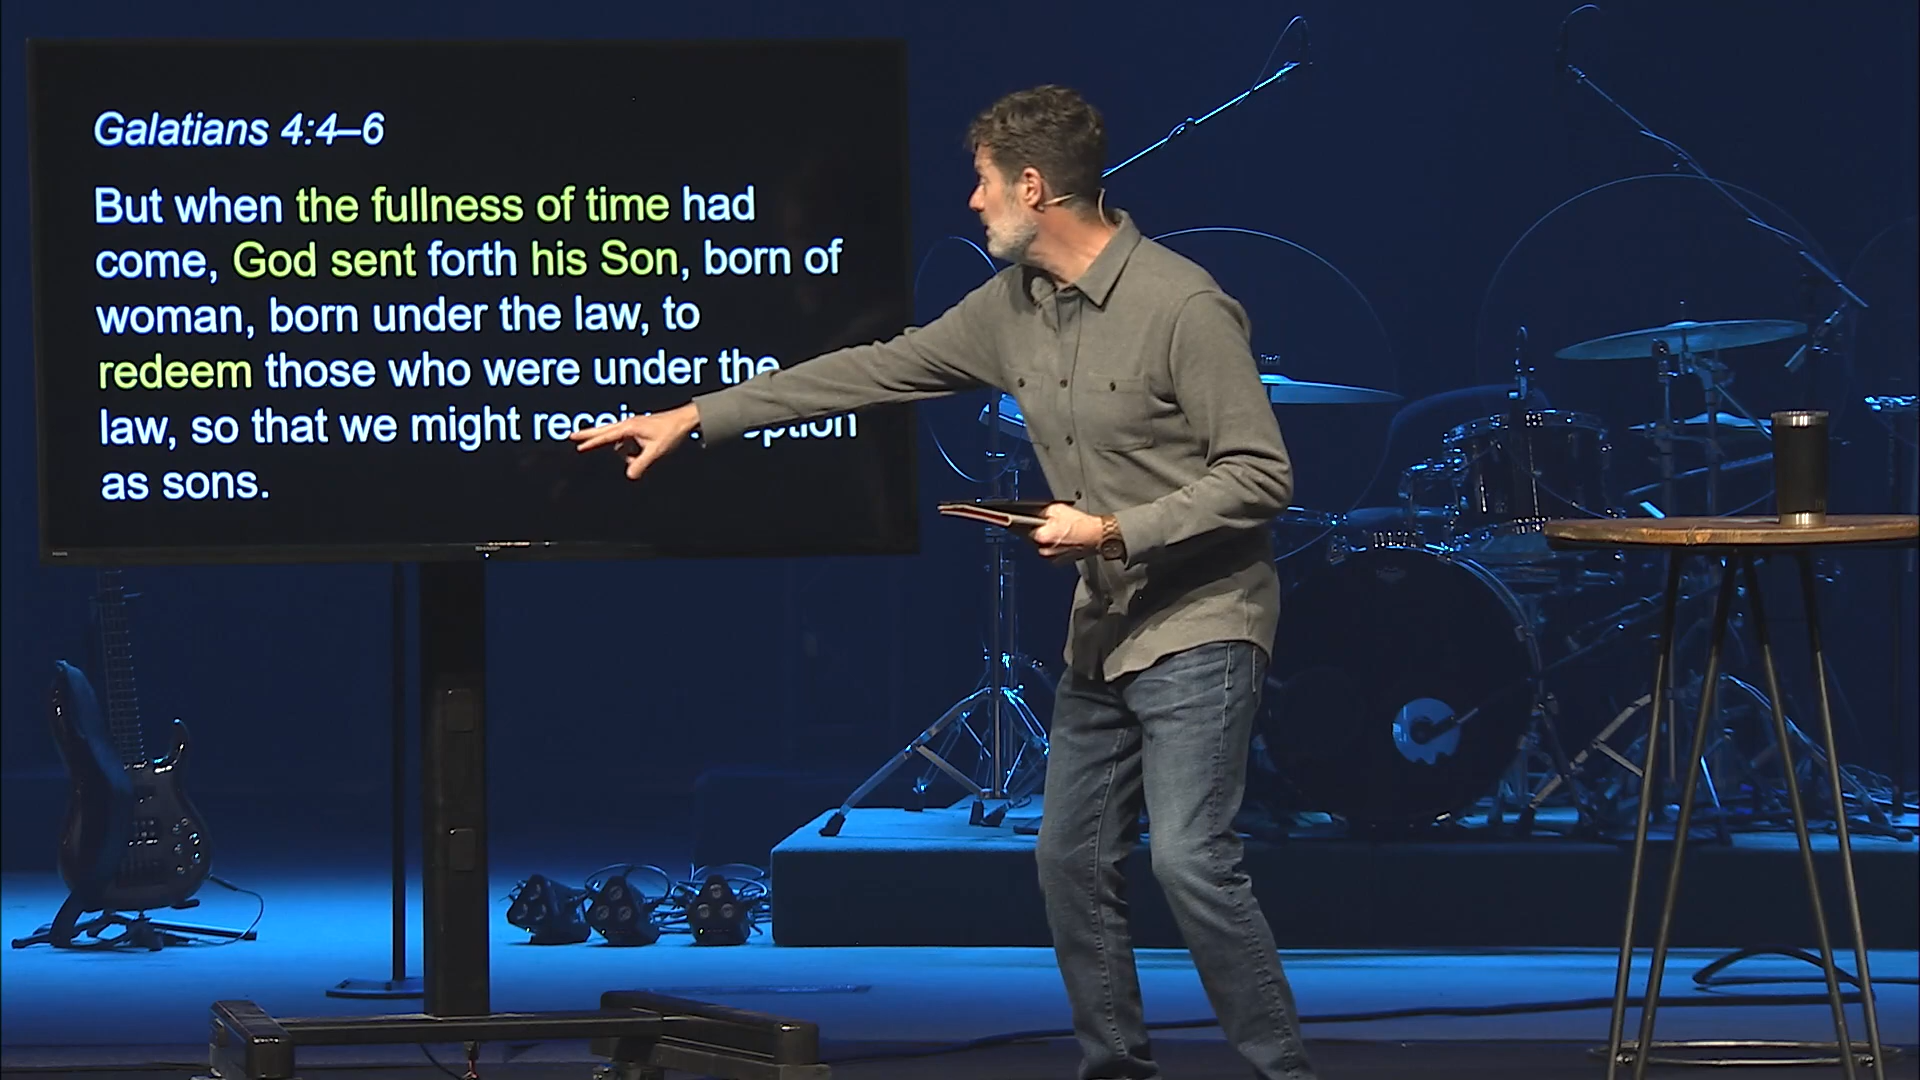 Galatians 4:4–6
But when the fullness of time had
come, God sent forth his Son, born of
woman, born under the law, to
redeem those who were under the
law, so that we might
as sons.
SHARP